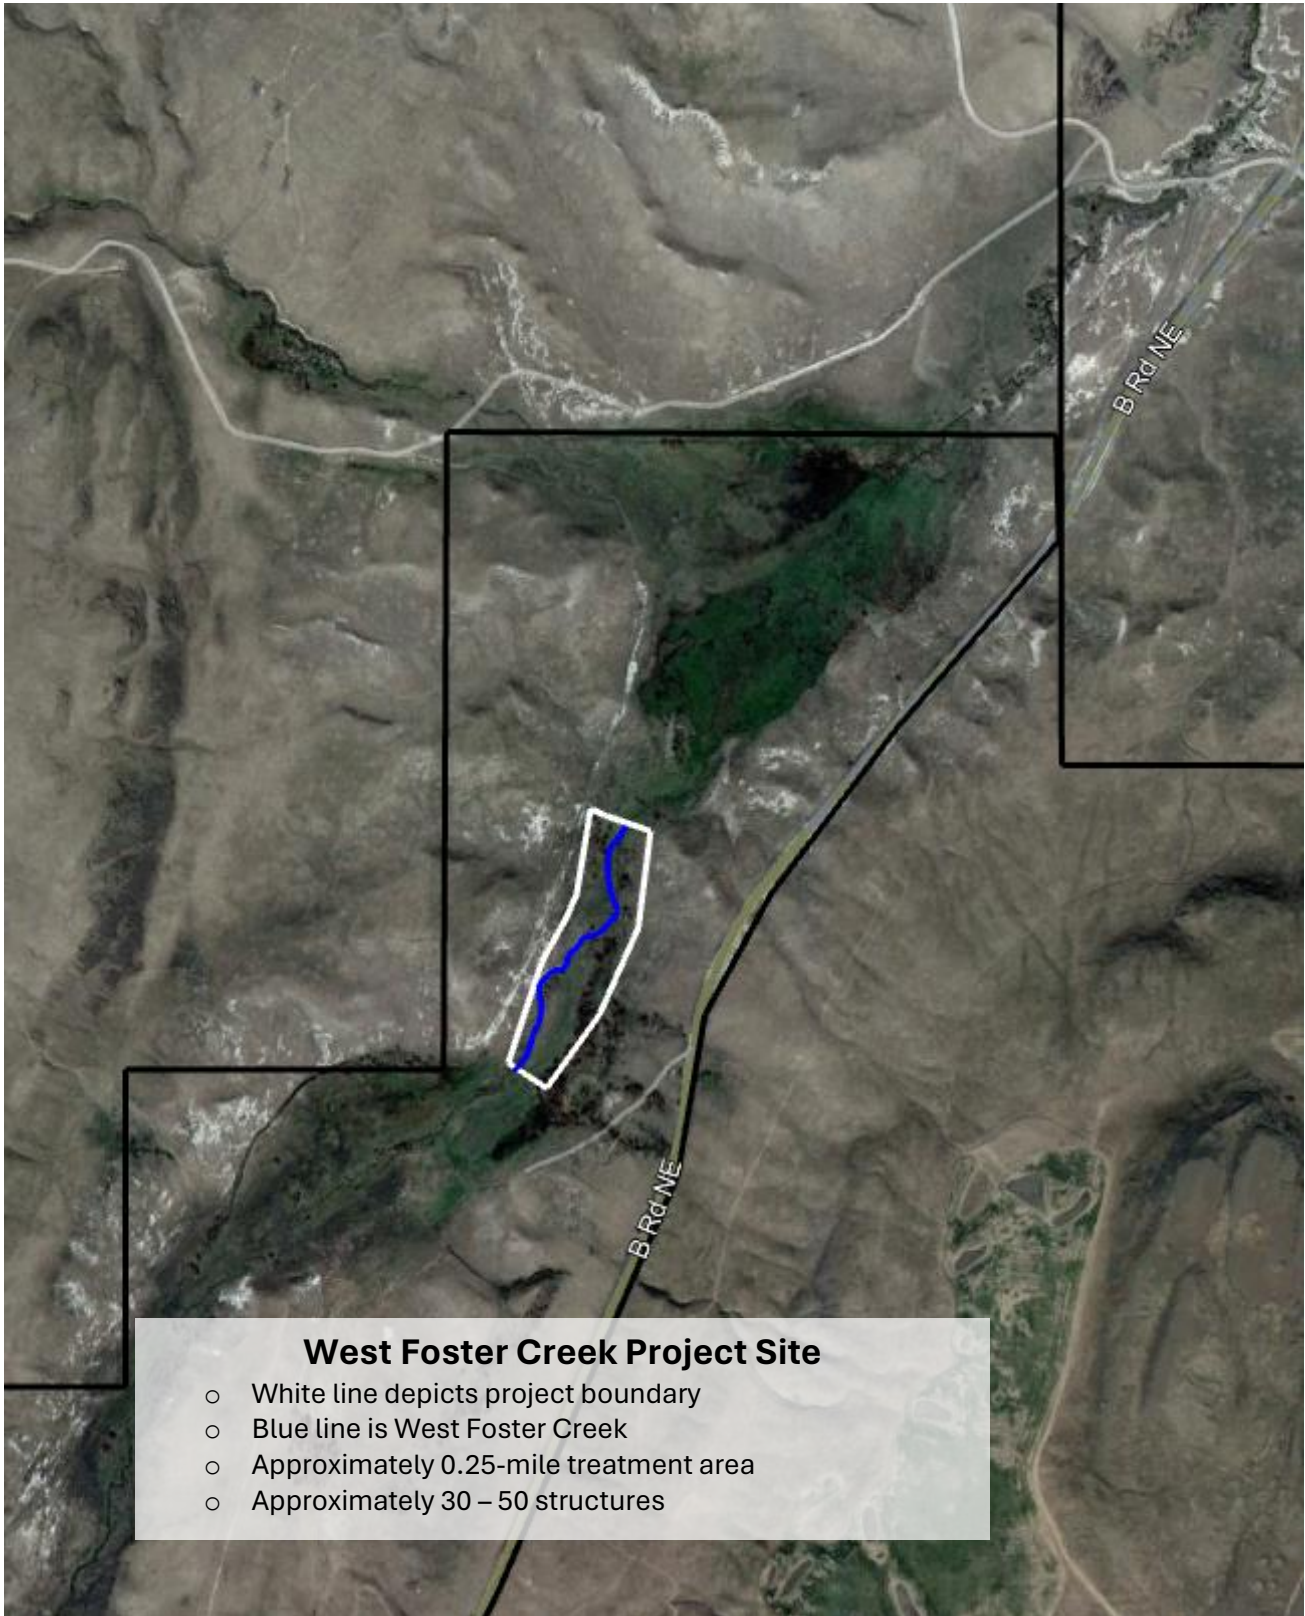 B Rd NE
B Rd NE
West Foster Creek Project Site
○ White line depicts project boundary
○ Blue line is West Foster Creek
○ Approximately 0.25-mile treatment area
○ Approximately 30 – 50 structures